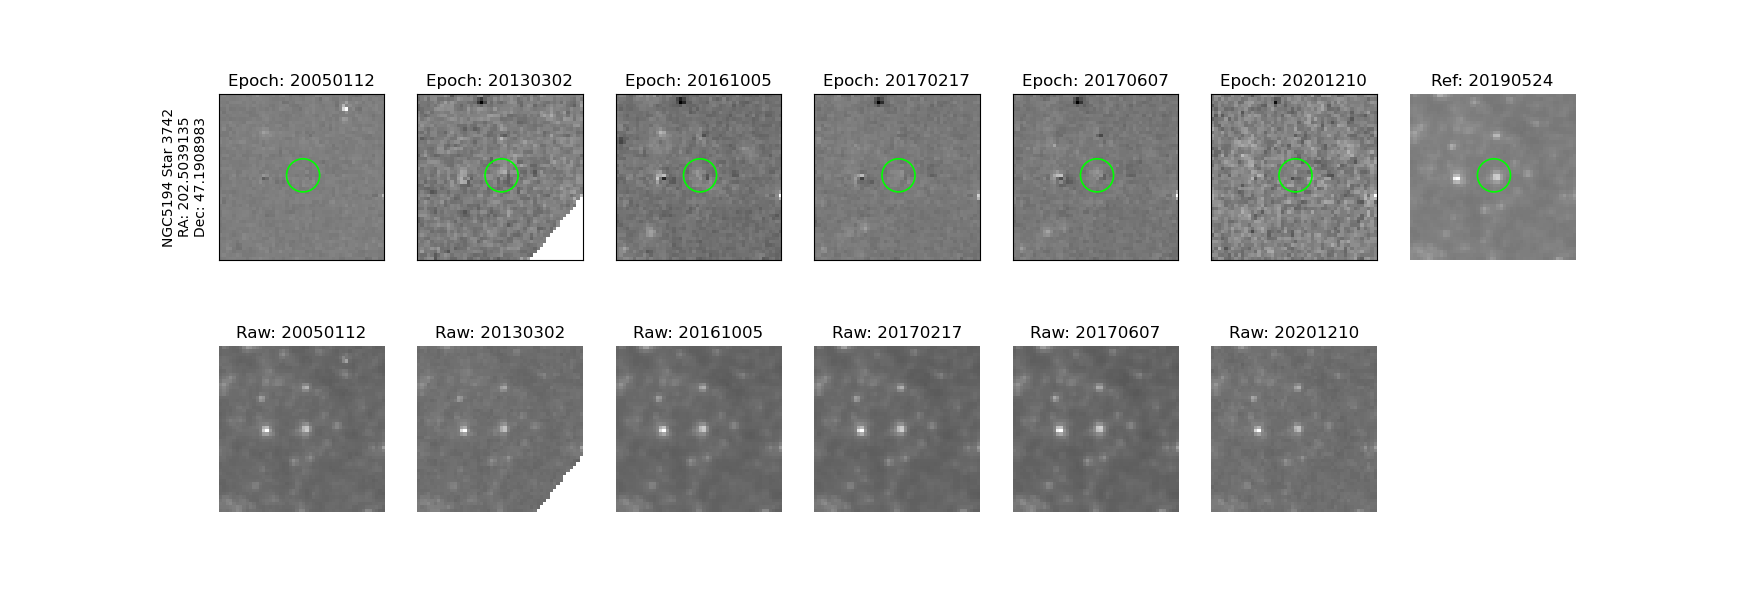 Epoch: 20050112
Epoch: 20130302
Epoch: 20161005
Epoch: 20170217
Epoch: 20170607
Epoch: 20201210
Ref: 20190524
NGC5194 Star 3742
RA: 202.5039135
Dec: 47.1908983
Raw: 20050112
Raw: 20130302
Raw: 20161005
Raw: 20170217
Raw: 20170607
Raw: 20201210